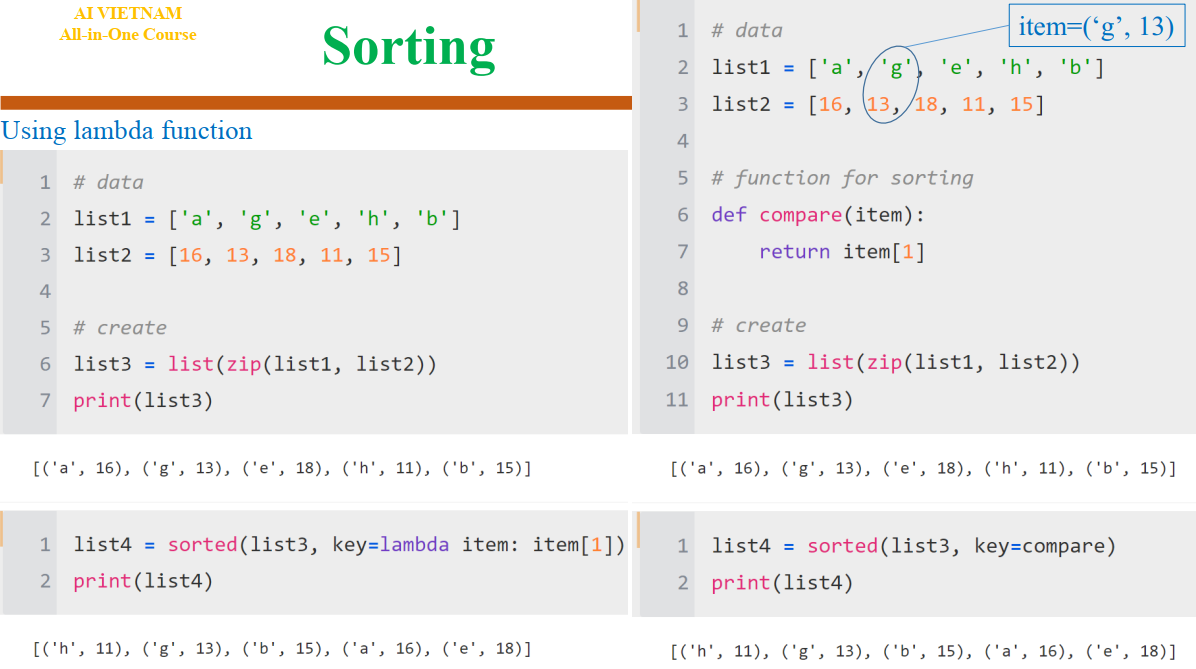 AI VIETNAM
All-in-One Course
Sorting
Using lambda function
1 # data
2 list1 = ['a', 'g', 'e', 'h', 'b']
3 list2 = [16, 13, 18, 11, 15]
4
5 # create
6 list3 = list(zip(list1, list2))
7 print(list3)
[('a', 16), ('g', 13), ('e', 18), ('h', 11), ('b', 15)]
1 list4 = sorted(list3, key=lambda item: item[1])
2 print(list4)
[('h', 11), ('g', 13), ('b', 15), ('a', 16), ('e', 18)]
item=(‘g’, 13)
1 # data
2 list1 = ['a', 'g', 'e', 'h', 'b']
3 list2 = [16, 13, 18, 11, 15]
4
5 # function for sorting
6 def compare(item):
7     return item[1]
8
9 # create
10 list3 = list(zip(list1, list2))
11 print(list3)
[('a', 16), ('g', 13), ('e', 18), ('h', 11), ('b', 15)]
1 list4 = sorted(list3, key=compare)
2 print(list4)
[('h', 11), ('g', 13), ('b', 15), ('a', 16), ('e', 18)]